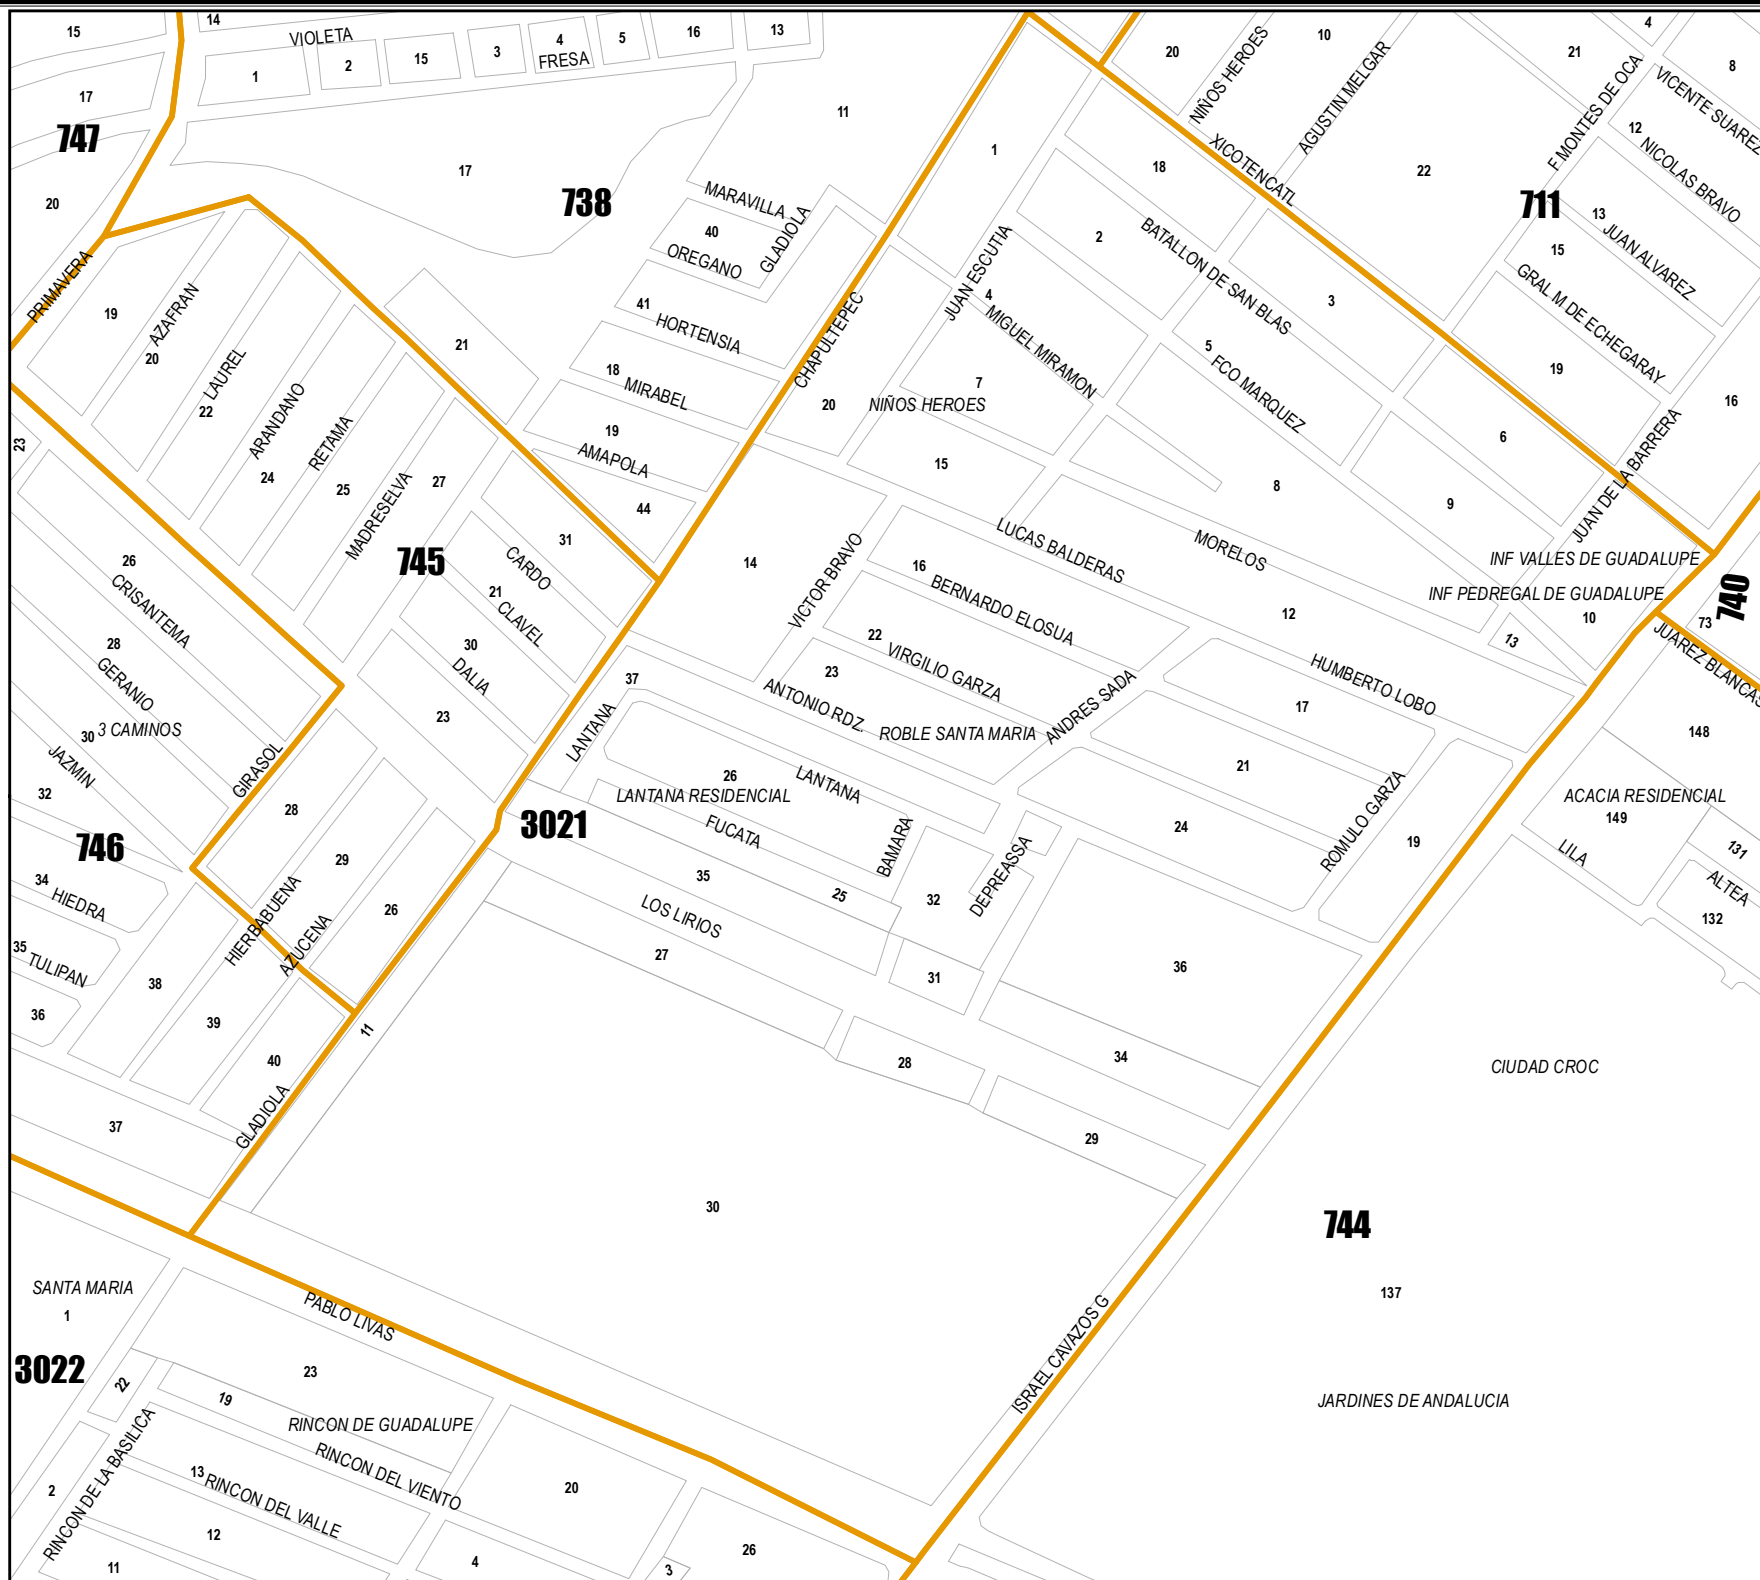 15
14
VIOLETA
1
2
15
3
4
FRESA
5
16
13
20
NIÑOS HEROES
10
AGUSTIN MELGAR
21
4
8
17
747
11
F MONTES DE OCA
VICENTE SUAREZ
12
NICOLAS BRAVO
1
18
XICOTENCATL
22
17
738
20
MARAVILLA
40
GLADIOLA
OREGANO
711
13
JUAN ALVAREZ
15
2
BATALLON DE SAN BLAS
JUAN ESCUTIA
PRIMAVERA
19
AZAFRAN
20
LAUREL
22
21
41
HORTENSIA
CHAPULTEPEC
4
MIGUEL MIRAMON
3
GRAL M. DE ECHEGARAY
5
FCO MARQUEZ
19
18
MIRABEL
7
NIÑOS HEROES
20
16
ARANDANO
24
RETAMA
25
23
19
AMAPOLA
15
6
JUAN DE LA BARRERA
MADRESELVA
27
44
8
9
31
CARDO
745
LUCAS BALDERAS
MORELOS
INF VALLES DE GUADALUPE
26
CRISANTEMA
14
VICTOR BRAVO
16
BERNARDO ELOSUA
INF PEDREGAL DE GUADALUPE
740
21
CLAVEL
12
10
73
JUAREZ BLANCAS
13
28
GERANIO
30
DALIA
22
VIRGILIO GARZA
23
37
ANTONIO RDZ.
ANDRES SADA
HUMBERTO LOBO
17
30
3 CAMINOS
23
LANTANA
ROBLE SANTA MARIA
148
JAZMIN
GIRASOL
26
LANTANA
LANTANA RESIDENCIAL
21
ACACIA RESIDENCIAL
149
32
28
3021
FUCATA
BAMARA
24
ROMULO GARZA
19
746
29
DEPREASSA
LILA
131
34
HIEDRA
HIERBABUENA
35
25
32
ALTEA
132
26
LOS LIRIOS
35
TULIPAN
AZUCENA
27
31
36
38
36
39
11
40
28
34
CIUDAD CROC
GLADIOLA
37
29
30
744
SANTA MARIA
1
137
PABLO LIVAS
3022
22
23
19
ISRAEL CAVAZOS G
JARDINES DE ANDALUCIA
RINCON DE GUADALUPE
RINCON DE LA BASILICA
RINCON DEL VIENTO
2
13
RINCON DEL VALLE
20
12
26
11
4
3